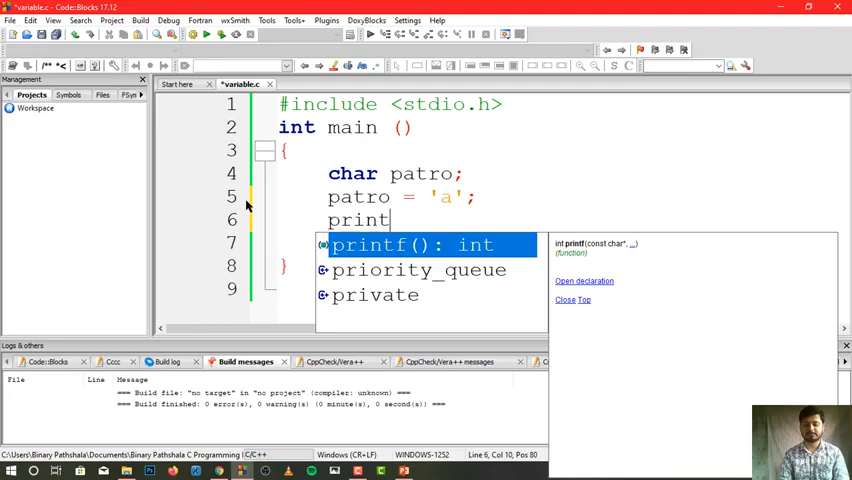 *variable.c - Code::Blocks 17.12
File Edit View Search Project Build Debug Fortran wxSmith Tools Tools+ Plugins DoxyBlocks Settings Help
/** *<
S C
Management
Projects Symbols Files FSyn
Workspace
Start here *variable.c
1 #include <stdio.h>
2 int main ()
3 {
4 char patro;
5 patro = 'a';
6 print
7
8 }
9
printf(): int
priority_queue
private
int printf(const char*, ...)
(function)
Open declaration
Close Top
Logs & others
Code::Blocks Cccc Build log Build messages CppCheck/Vera++ CppCheck/Vera++ messages
File Line Message
=== Build file: "no target" in "no project" (compiler: unknown) ===
=== Build finished: 0 error(s), 0 warning(s) (0 minute(s), 0 second(s)) ===
C:\Users\Binary Pathshala\Documents\Binary Pathshala C Programming C/C++ Windows (CR+LF) WINDOWS-1252 Line 6, Col 10, Pos 80